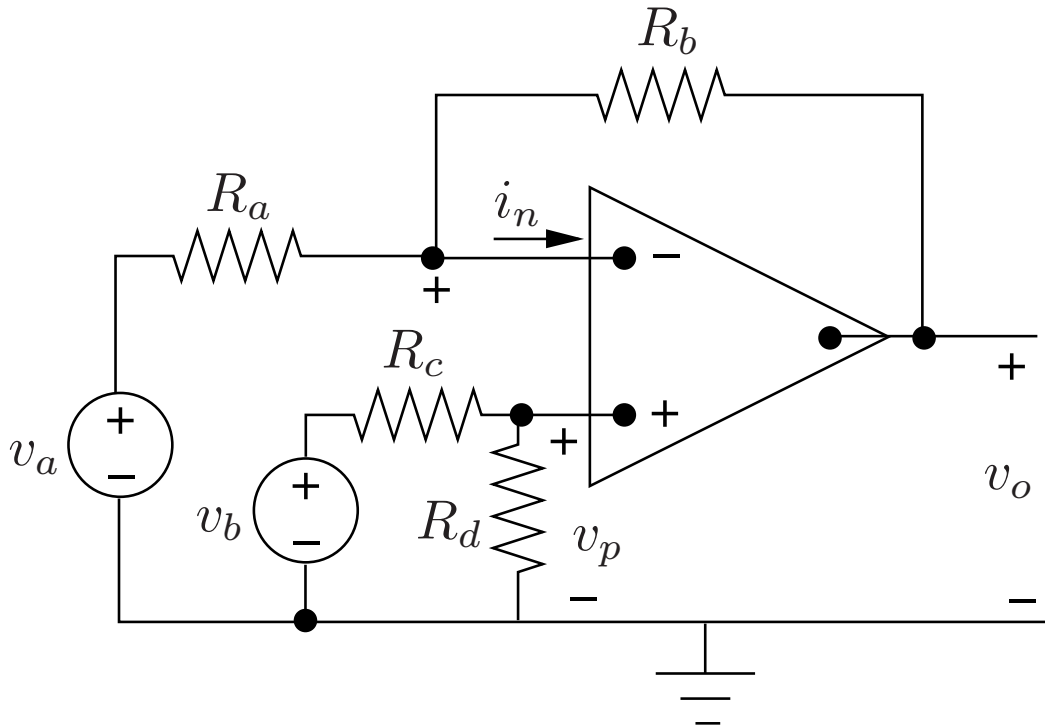 R_b
R_a
i_n
−
+
R_c
+
+
+
+
v_a
−
+
v_b
−
R_d
v_p
−
+
v_o
−